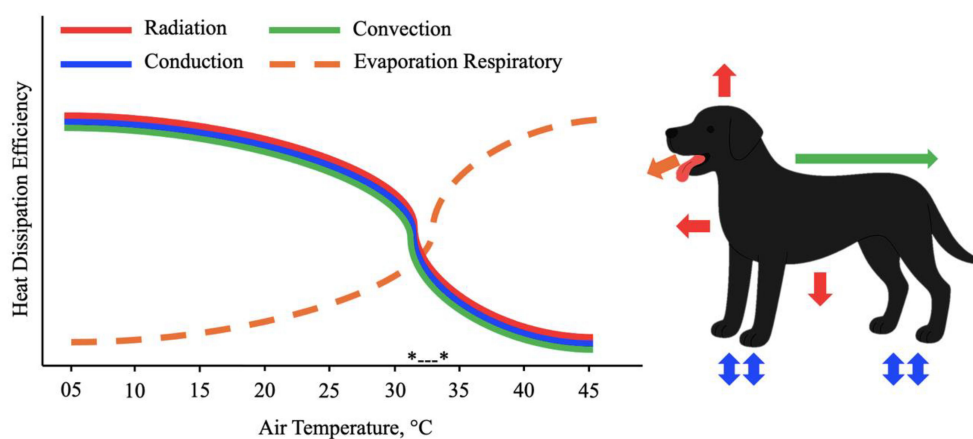 Radiation
Convection
Conduction
Evaporation Respiratory
Heat Dissipation Efficiency
*---*
05 10 15 20 25 30 35 40 45
Air Temperature, °C